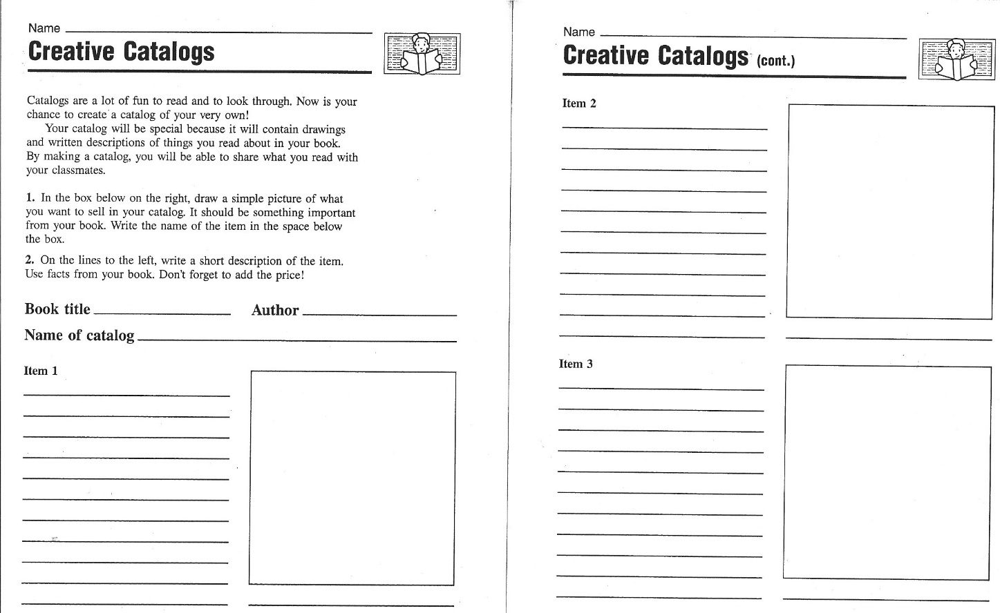 Name
Creative Catalogs
Catalogs are a lot of fun to read and to look through. Now is your
chance to create a catalog of your very own!
Your catalog will be special because it will contain drawings
and written descriptions of things you read about in your book.
By making a catalog, you will be able to share what you read with
your classmates.
1. In the box below on the right, draw a simple picture of what
you want to sell in your catalog. It should be something important
from your book. Write the name of the item in the space below
the box.
2. On the lines to the left, write a short description of the item.
Use facts from your book. Don't forget to add the price!
Book title Author
Name of catalog
Item 1
Name
Creative Catalogs (cont.)
Item 2
Item 3